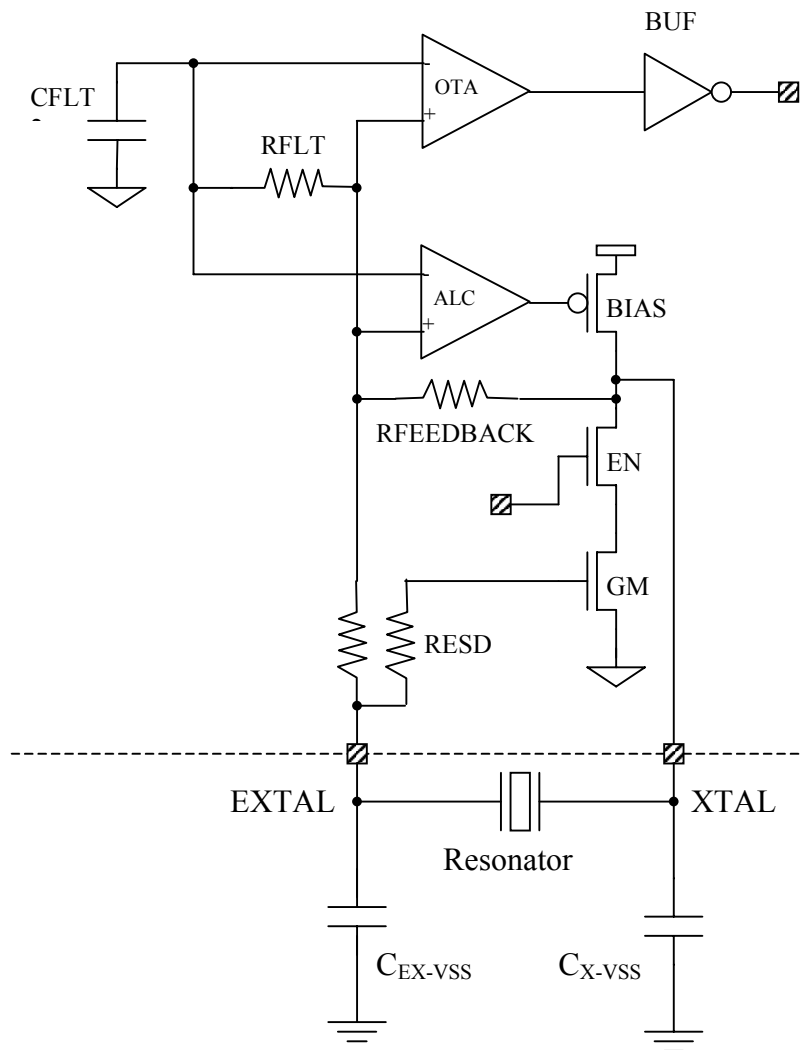 BUF
CFLT
-
OTA
+
RFLT
-
ALC
+
BIAS
RFEEDBACK
EN
GM
RESD
EXTAL
XTAL
Resonator
CEX-VSS
CX-VSS